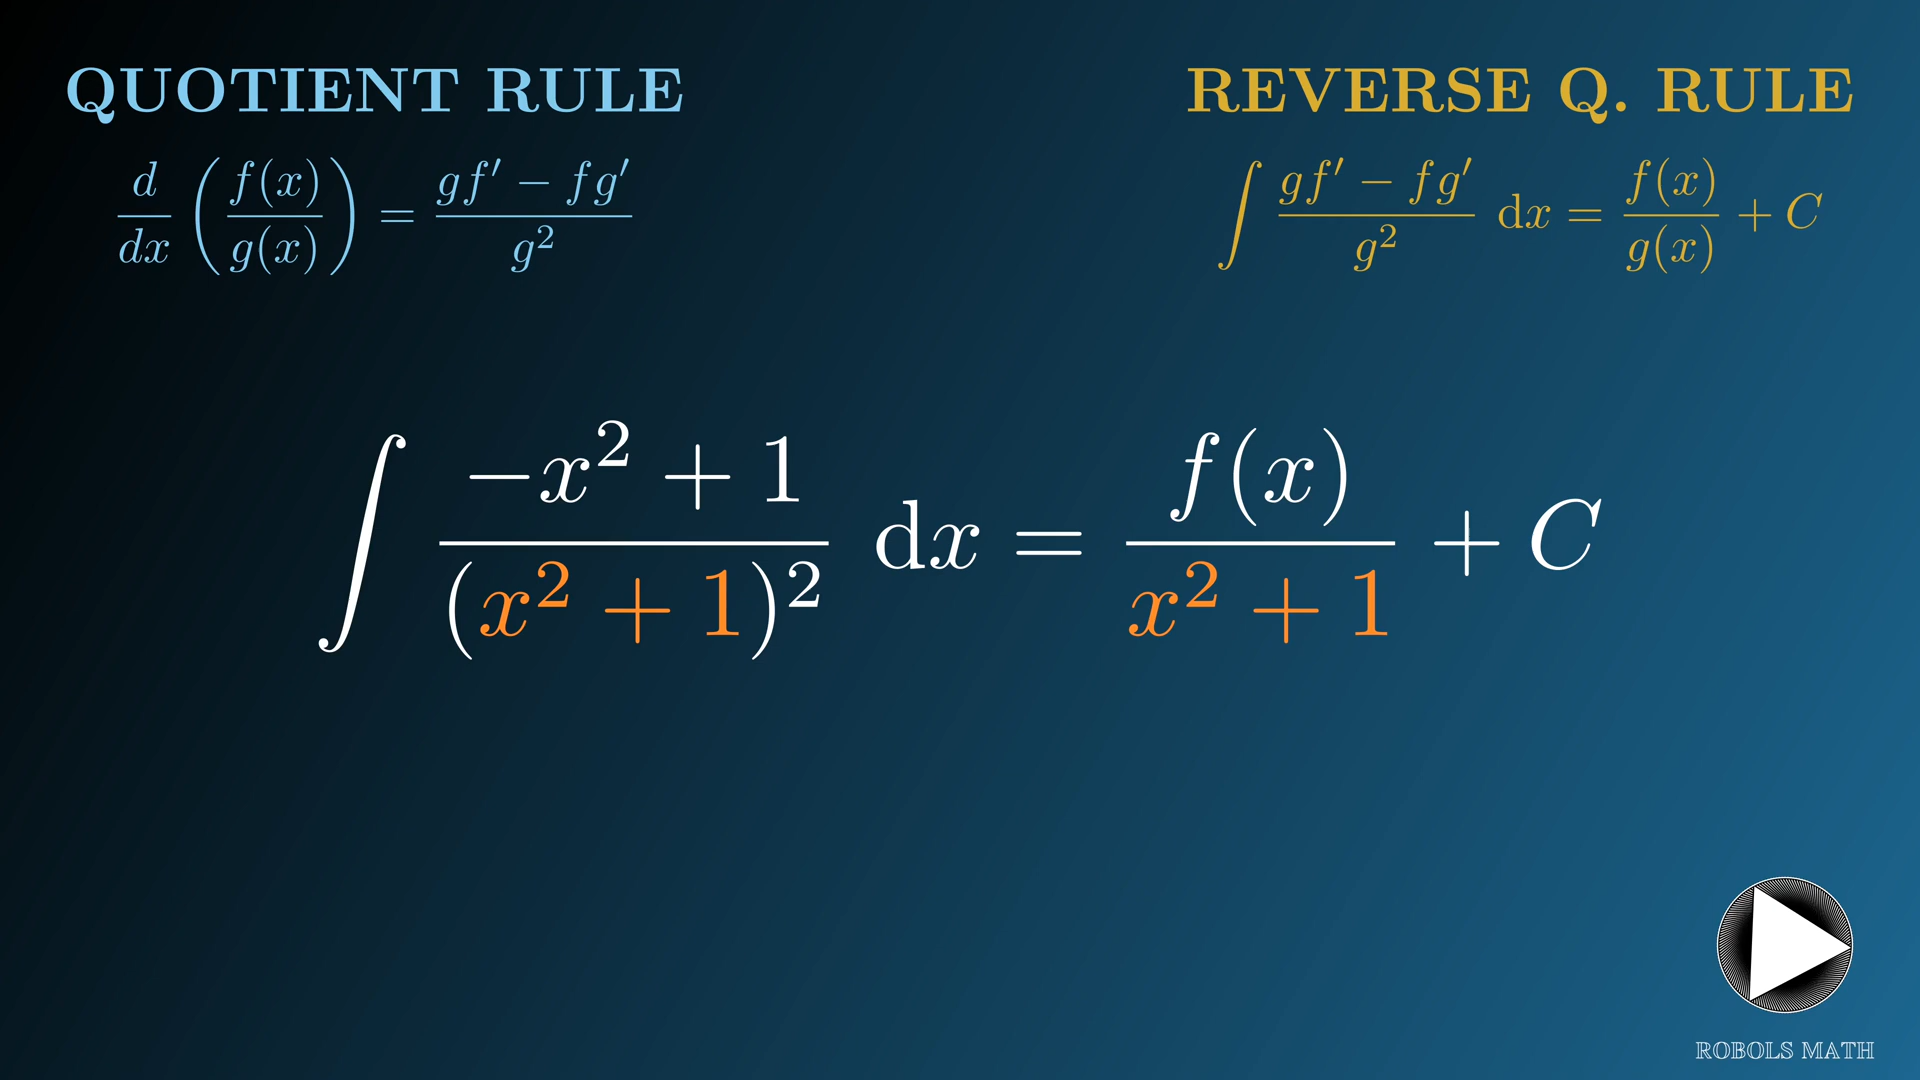 QUOTIENT RULE
REVERSE Q. RULE
d/dx (f(x)/g(x)) = (gf′ − fg′)/g²
∫ (gf′ − fg′)/g² dx = f(x)/g(x) + C
∫ (−x² + 1)/(x² + 1)² dx = f(x)/(x² + 1) + C
ROBOLS MATH